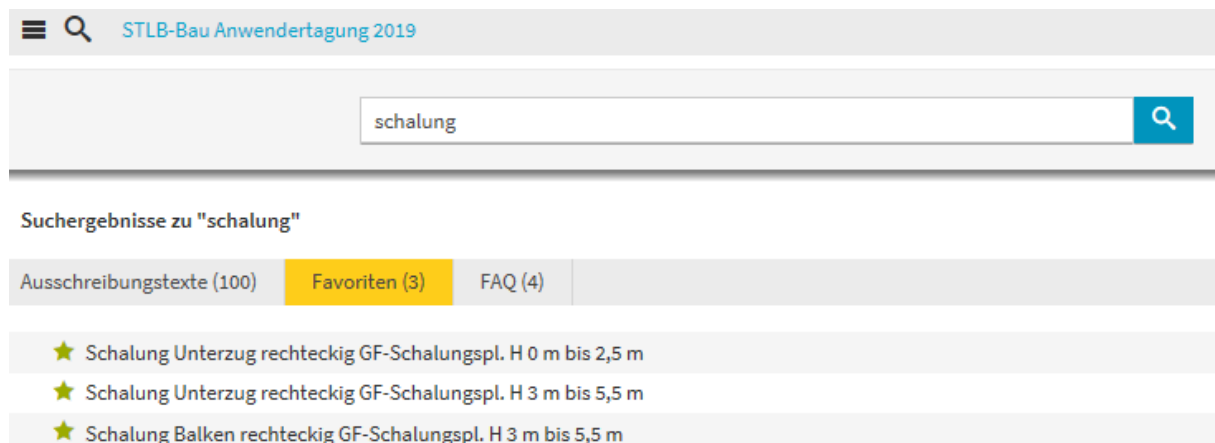 STLB-Bau Anwendertagung 2019
schalung
Suchergebnisse zu "schalung"
Ausschreibungstexte (100) Favoriten (3) FAQ (4)
Schalung Unterzug rechteckig GF-Schalungspl. H 0 m bis 2,5 m
Schalung Unterzug rechteckig GF-Schalungspl. H 3 m bis 5,5 m
Schalung Balken rechteckig GF-Schalungspl. H 3 m bis 5,5 m